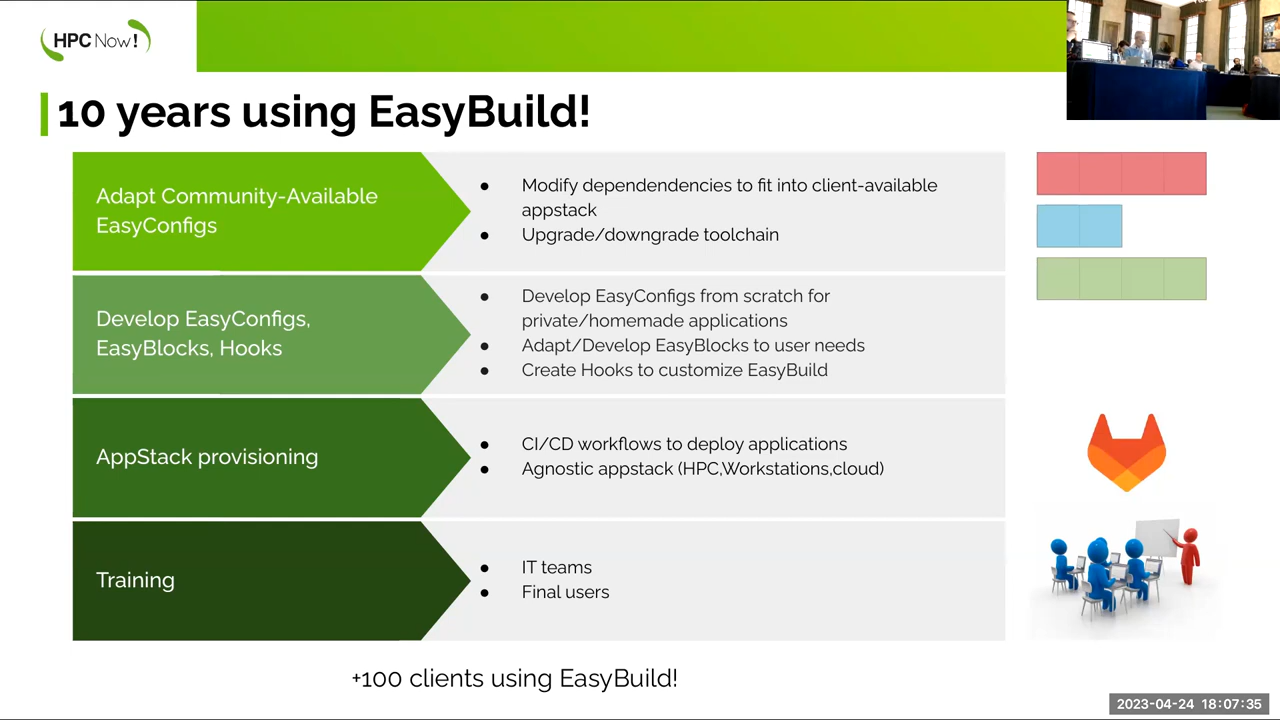 HPC Now!
10 years using EasyBuild!
Adapt Community-Available
EasyConfigs
● Modify dependendencies to fit into client-available
appstack
● Upgrade/downgrade toolchain
Develop EasyConfigs,
EasyBlocks, Hooks
● Develop EasyConfigs from scratch for
private/homemade applications
● Adapt/Develop EasyBlocks to user needs
● Create Hooks to customize EasyBuild
AppStack provisioning
● CI/CD workflows to deploy applications
● Agnostic appstack (HPC,Workstations,cloud)
Training
● IT teams
● Final users
+100 clients using EasyBuild!
2023-04-24 18:07:35